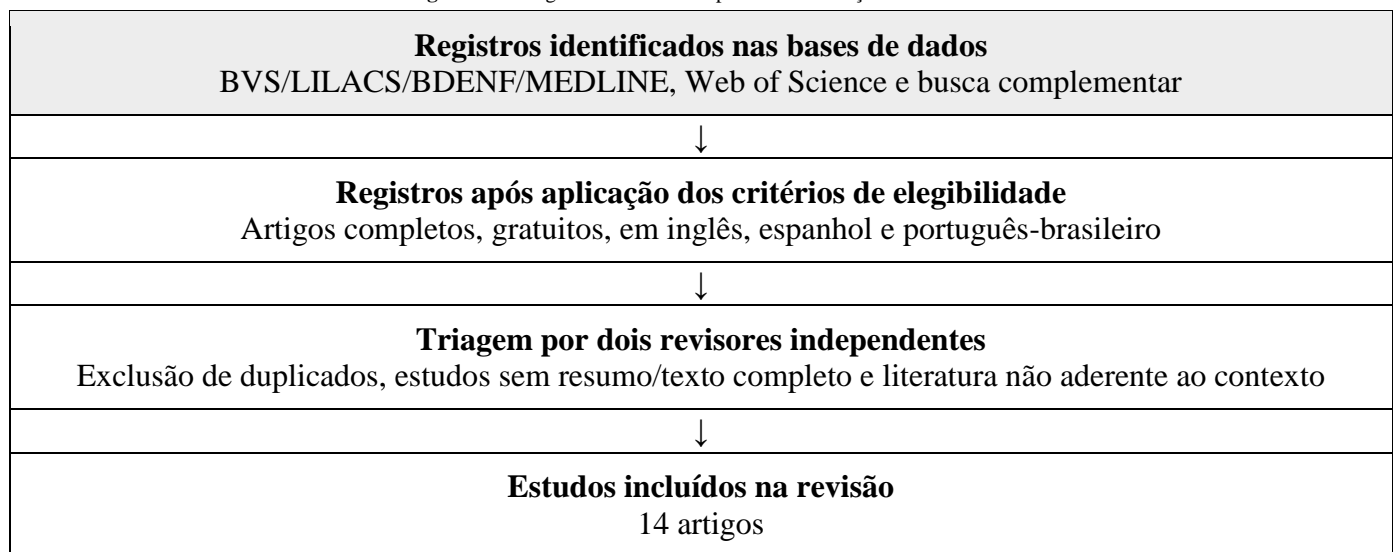 Registros identificados nas bases de dados
BVS/LILACS/BDENF/MEDLINE, Web of Science e busca complementar
↓
Registros após aplicação dos critérios de elegibilidade
Artigos completos, gratuitos, em inglês, espanhol e português-brasileiro
↓
Triagem por dois revisores independentes
Exclusão de duplicados, estudos sem resumo/texto completo e literatura não aderente ao contexto
↓
Estudos incluídos na revisão
14 artigos